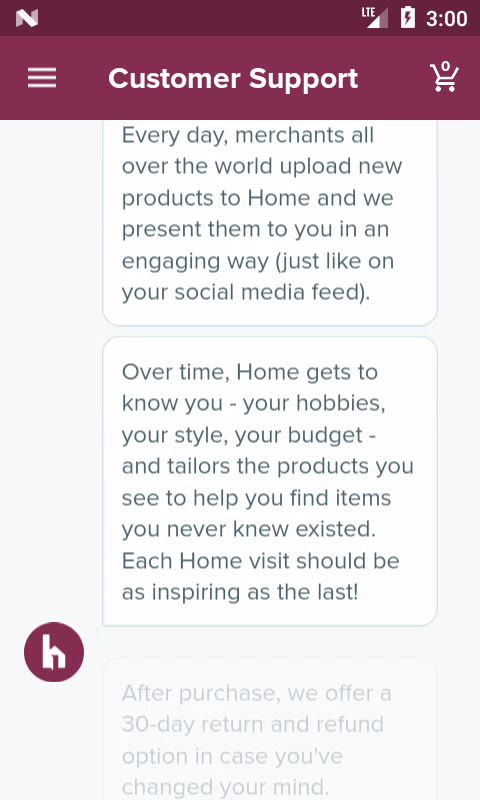 LTE 3:00
Customer Support
0
Every day, merchants all
over the world upload new
products to Home and we
present them to you in an
engaging way (just like on
your social media feed).
Over time, Home gets to
know you - your hobbies,
your style, your budget -
and tailors the products you
see to help you find items
you never knew existed.
Each Home visit should be
as inspiring as the last!
h
After purchase, we offer a
30-day return and refund
option in case you've
changed your mind.